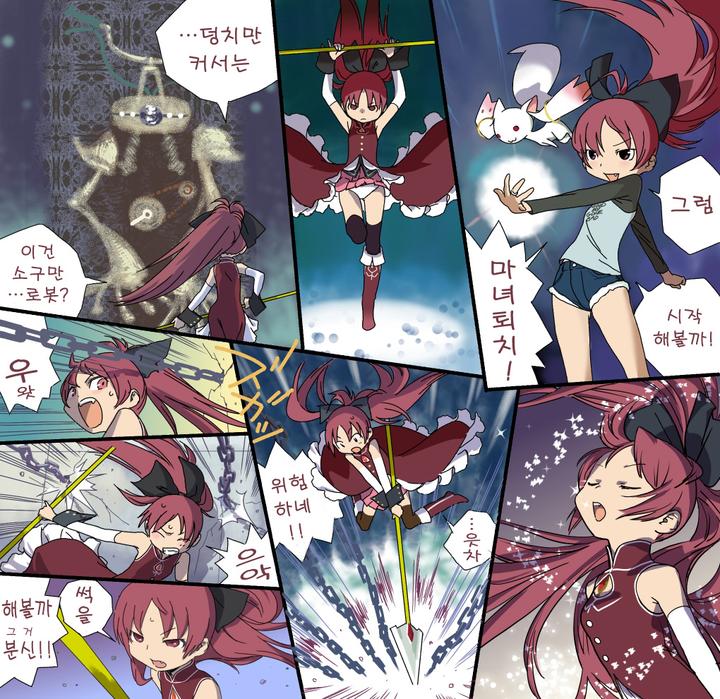 그럼
시작
해볼까!
마녀퇴치!
…덩치만
커서는
이건
소구만
…로봇?
위험
하네
!!
…읏차
우
왓
으
악
썩
을
해볼까
그거
분신!!